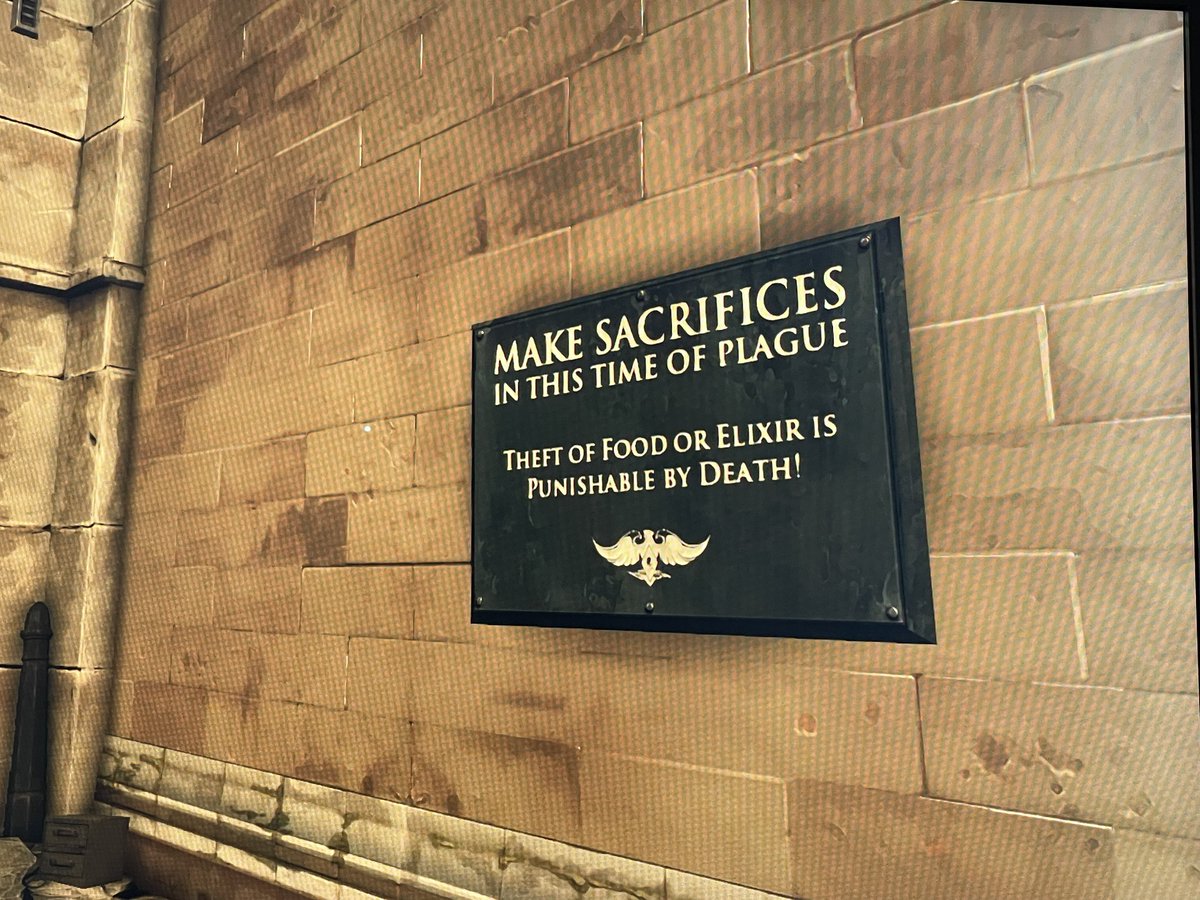 MAKE SACRIFICES
IN THIS TIME OF PLAGUE
THEFT OF FOOD OR ELIXIR IS
PUNISHABLE BY DEATH!